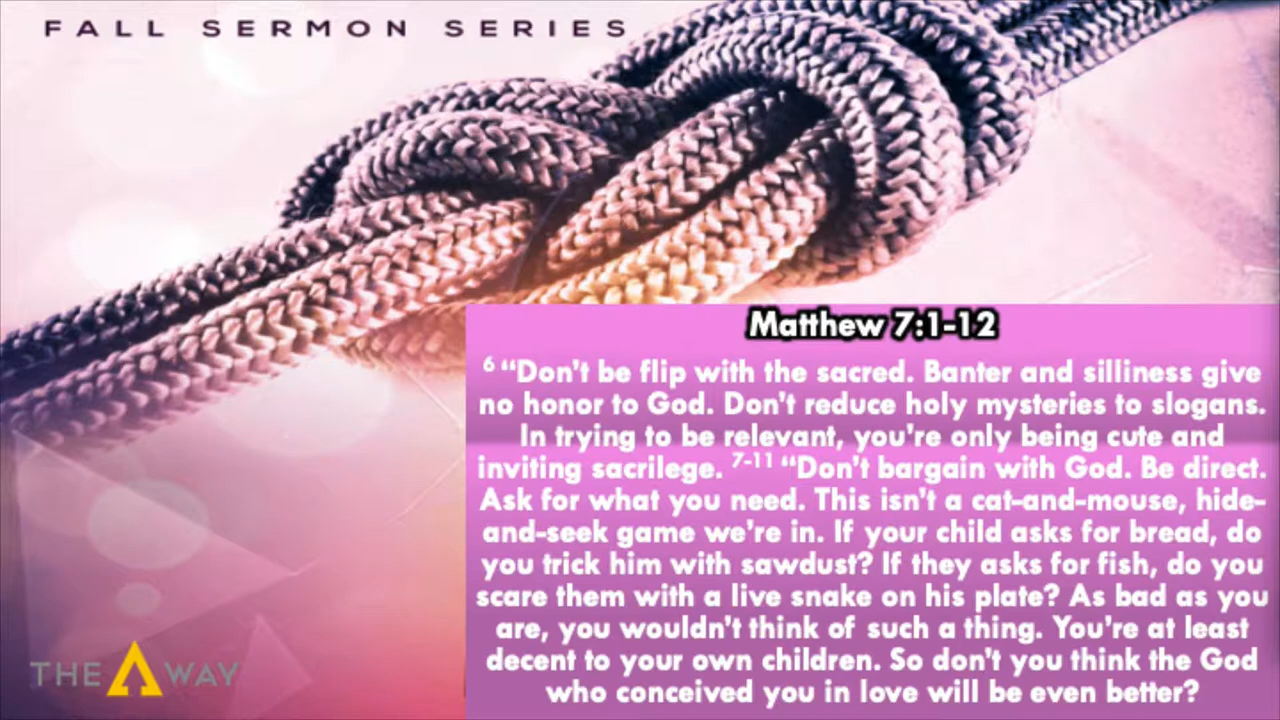 FALL SERMON SERIES
Matthew 7:1-12
6 “Don't be flip with the sacred. Banter and silliness give
no honor to God. Don't reduce holy mysteries to slogans.
In trying to be relevant, you're only being cute and
inviting sacrilege. 7-11 “Don't bargain with God. Be direct.
Ask for what you need. This isn't a cat-and-mouse, hide-
and-seek game we're in. If your child asks for bread, do
you trick him with sawdust? If they asks for fish, do you
scare them with a live snake on his plate? As bad as you
are, you wouldn't think of such a thing. You're at least
decent to your own children. So don't you think the God
who conceived you in love will be even better?
THE WAY